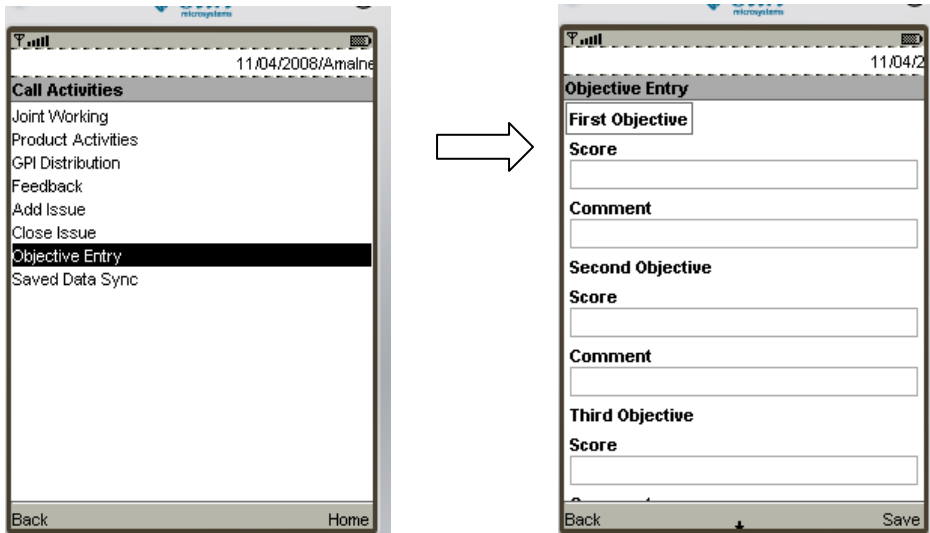 microsystems
11/04/2008/Amalne
Call Activities
Joint Working
Product Activities
GPI Distribution
Feedback
Add Issue
Close Issue
Objective Entry
Saved Data Sync
Back Home
microsystems
11/04/2
Objective Entry
First Objective
Score
Comment
Second Objective
Score
Comment
Third Objective
Score
Back Save